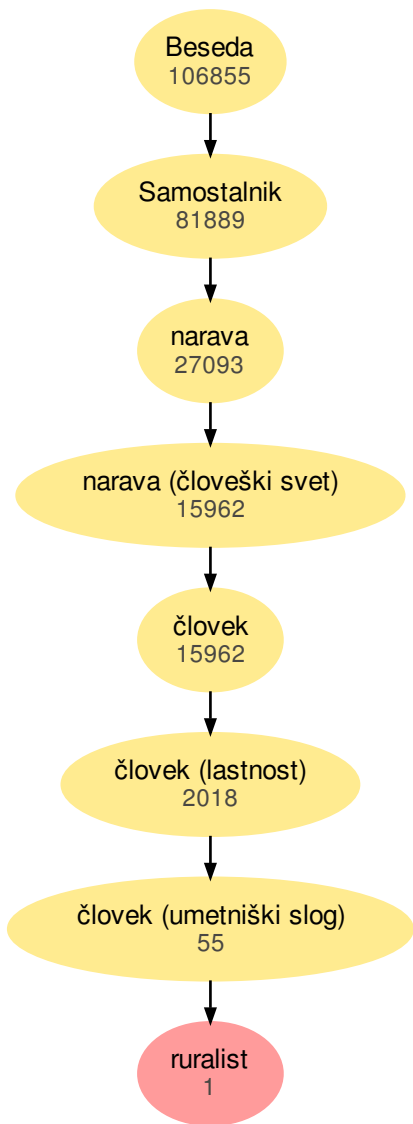 Beseda
106855
Samostalnik
81889
narava
27093
narava (človeški svet)
15962
človek
15962
človek (lastnost)
2018
človek (umetniški slog)
55
ruralist
1